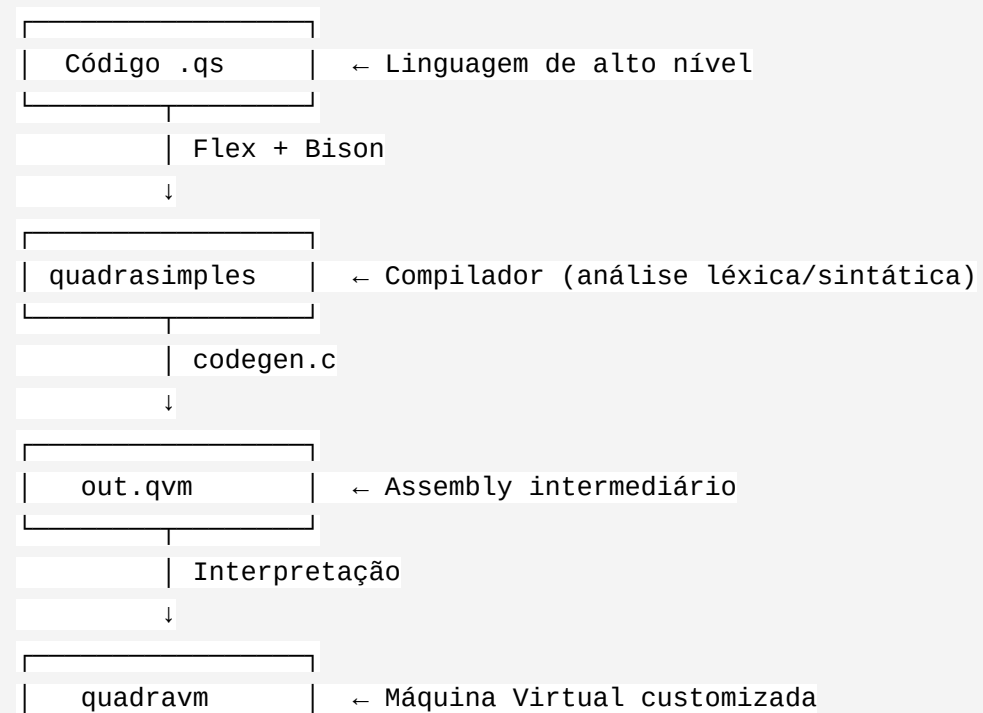 Código .qs ← Linguagem de alto nível
Flex + Bison
↓
quadrasimples ← Compilador (análise léxica/sintática)
codegen.c
↓
out.qvm ← Assembly intermediário
Interpretação
↓
quadravm ← Máquina Virtual customizada